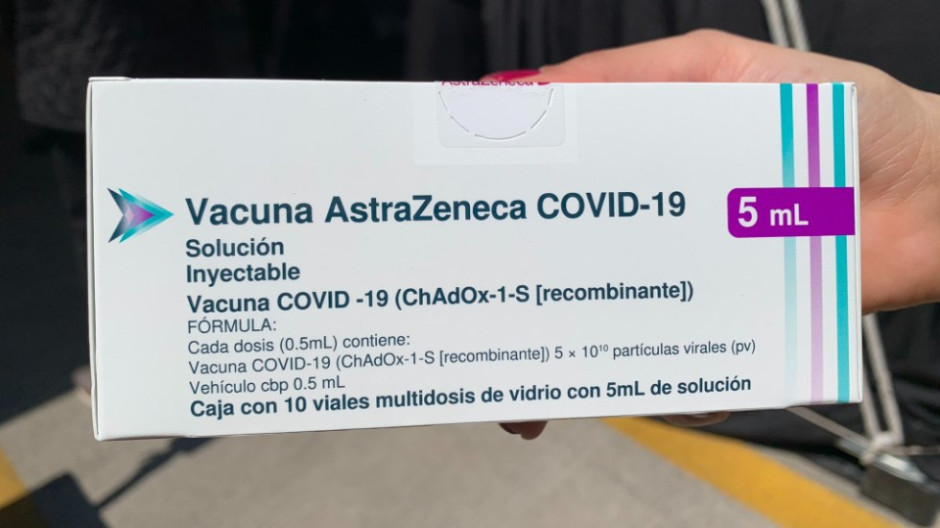 AstraZeneca
Vacuna AstraZeneca COVID-19
5 mL
Solución
Inyectable
Vacuna COVID -19 (ChAdOx-1-S [recombinante])
FÓRMULA:
Cada dosis (0.5mL) contiene:
Vacuna COVID-19 (ChAdOx-1-S [recombinante]) 5 × 10¹⁰ partículas virales (pv)
Vehículo cbp 0.5 mL
Caja con 10 viales multidosis de vidrio con 5mL de solución